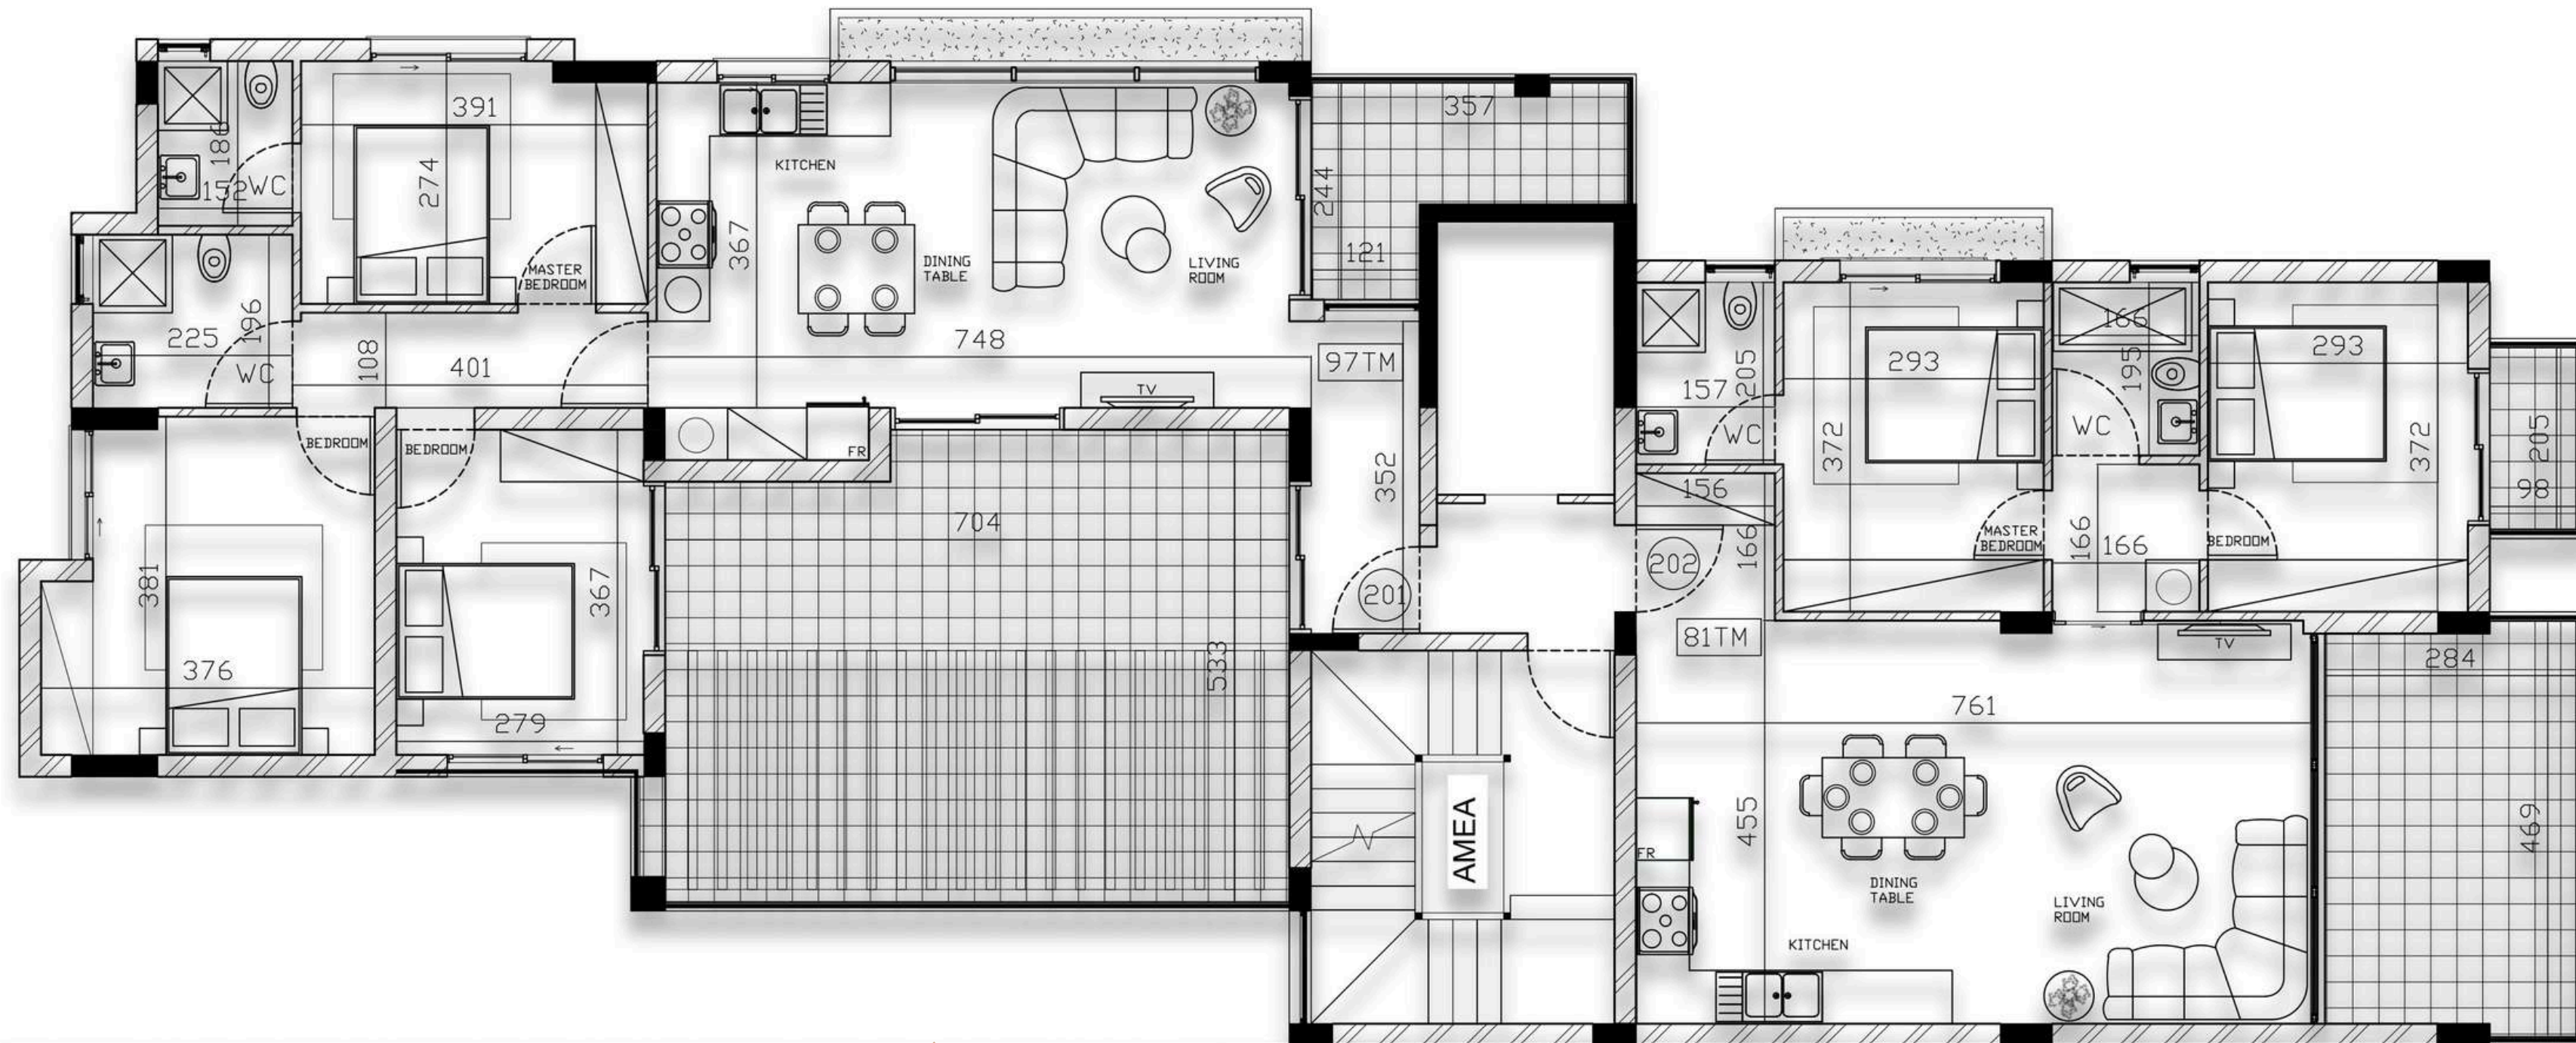 391
186
152
WC
274
MASTER
BEDROOM
KITCHEN
367
DINING
TABLE
LIVING
ROOM
357
244
121
225
196
WC
108
401
748
TV
97TM
FR
BEDROOM
BEDROOM
381
376
367
279
704
533
352
201
AMEA
157
205
WC
156
166
202
81TM
293
372
MASTER
BEDROOM
166
195
WC
166
166
293
372
BEDROOM
205
98
TV
284
761
455
469
FR
DINING
TABLE
LIVING
ROOM
KITCHEN